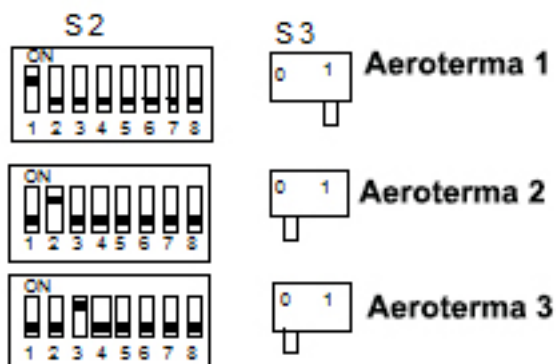 S2 S3
ON
0 1 Aeroterma 1
1 2 3 4 5 6 7 8
ON
0 1 Aeroterma 2
1 2 3 4 5 6 7 8
ON
0 1 Aeroterma 3
1 2 3 4 5 6 7 8